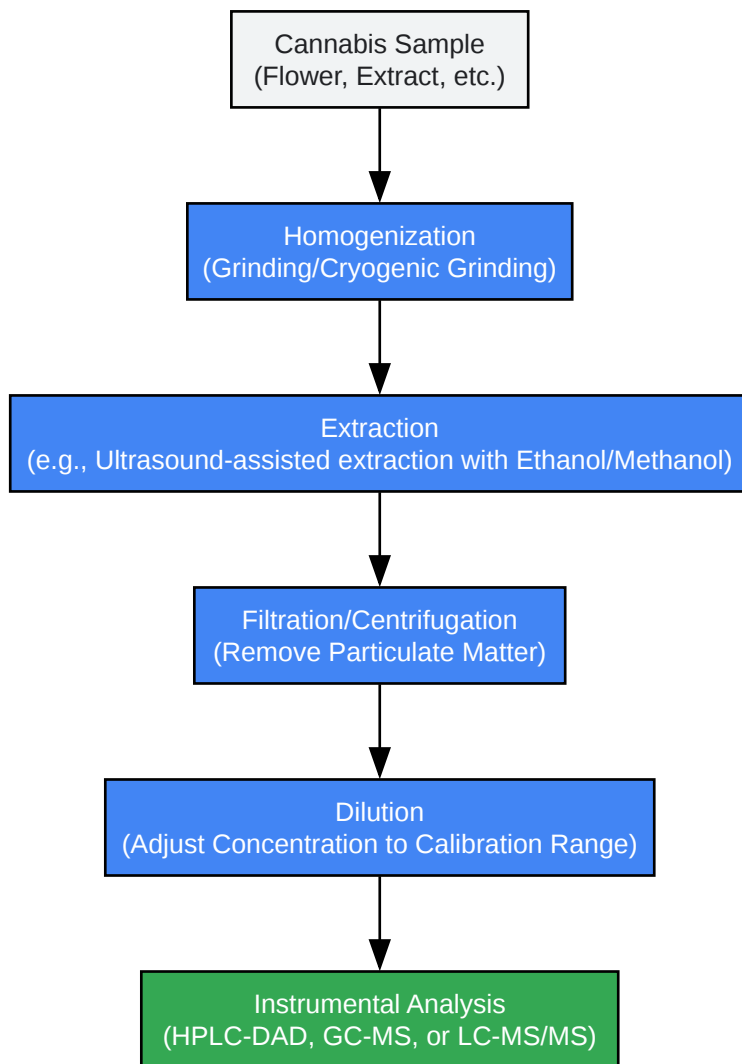 Cannabis Sample
(Flower, Extract, etc.)
Homogenization
(Grinding/Cryogenic Grinding)
Extraction
(e.g., Ultrasound-assisted extraction with Ethanol/Methanol)
Filtration/Centrifugation
(Remove Particulate Matter)
Dilution
(Adjust Concentration to Calibration Range)
Instrumental Analysis
(HPLC-DAD, GC-MS, or LC-MS/MS)